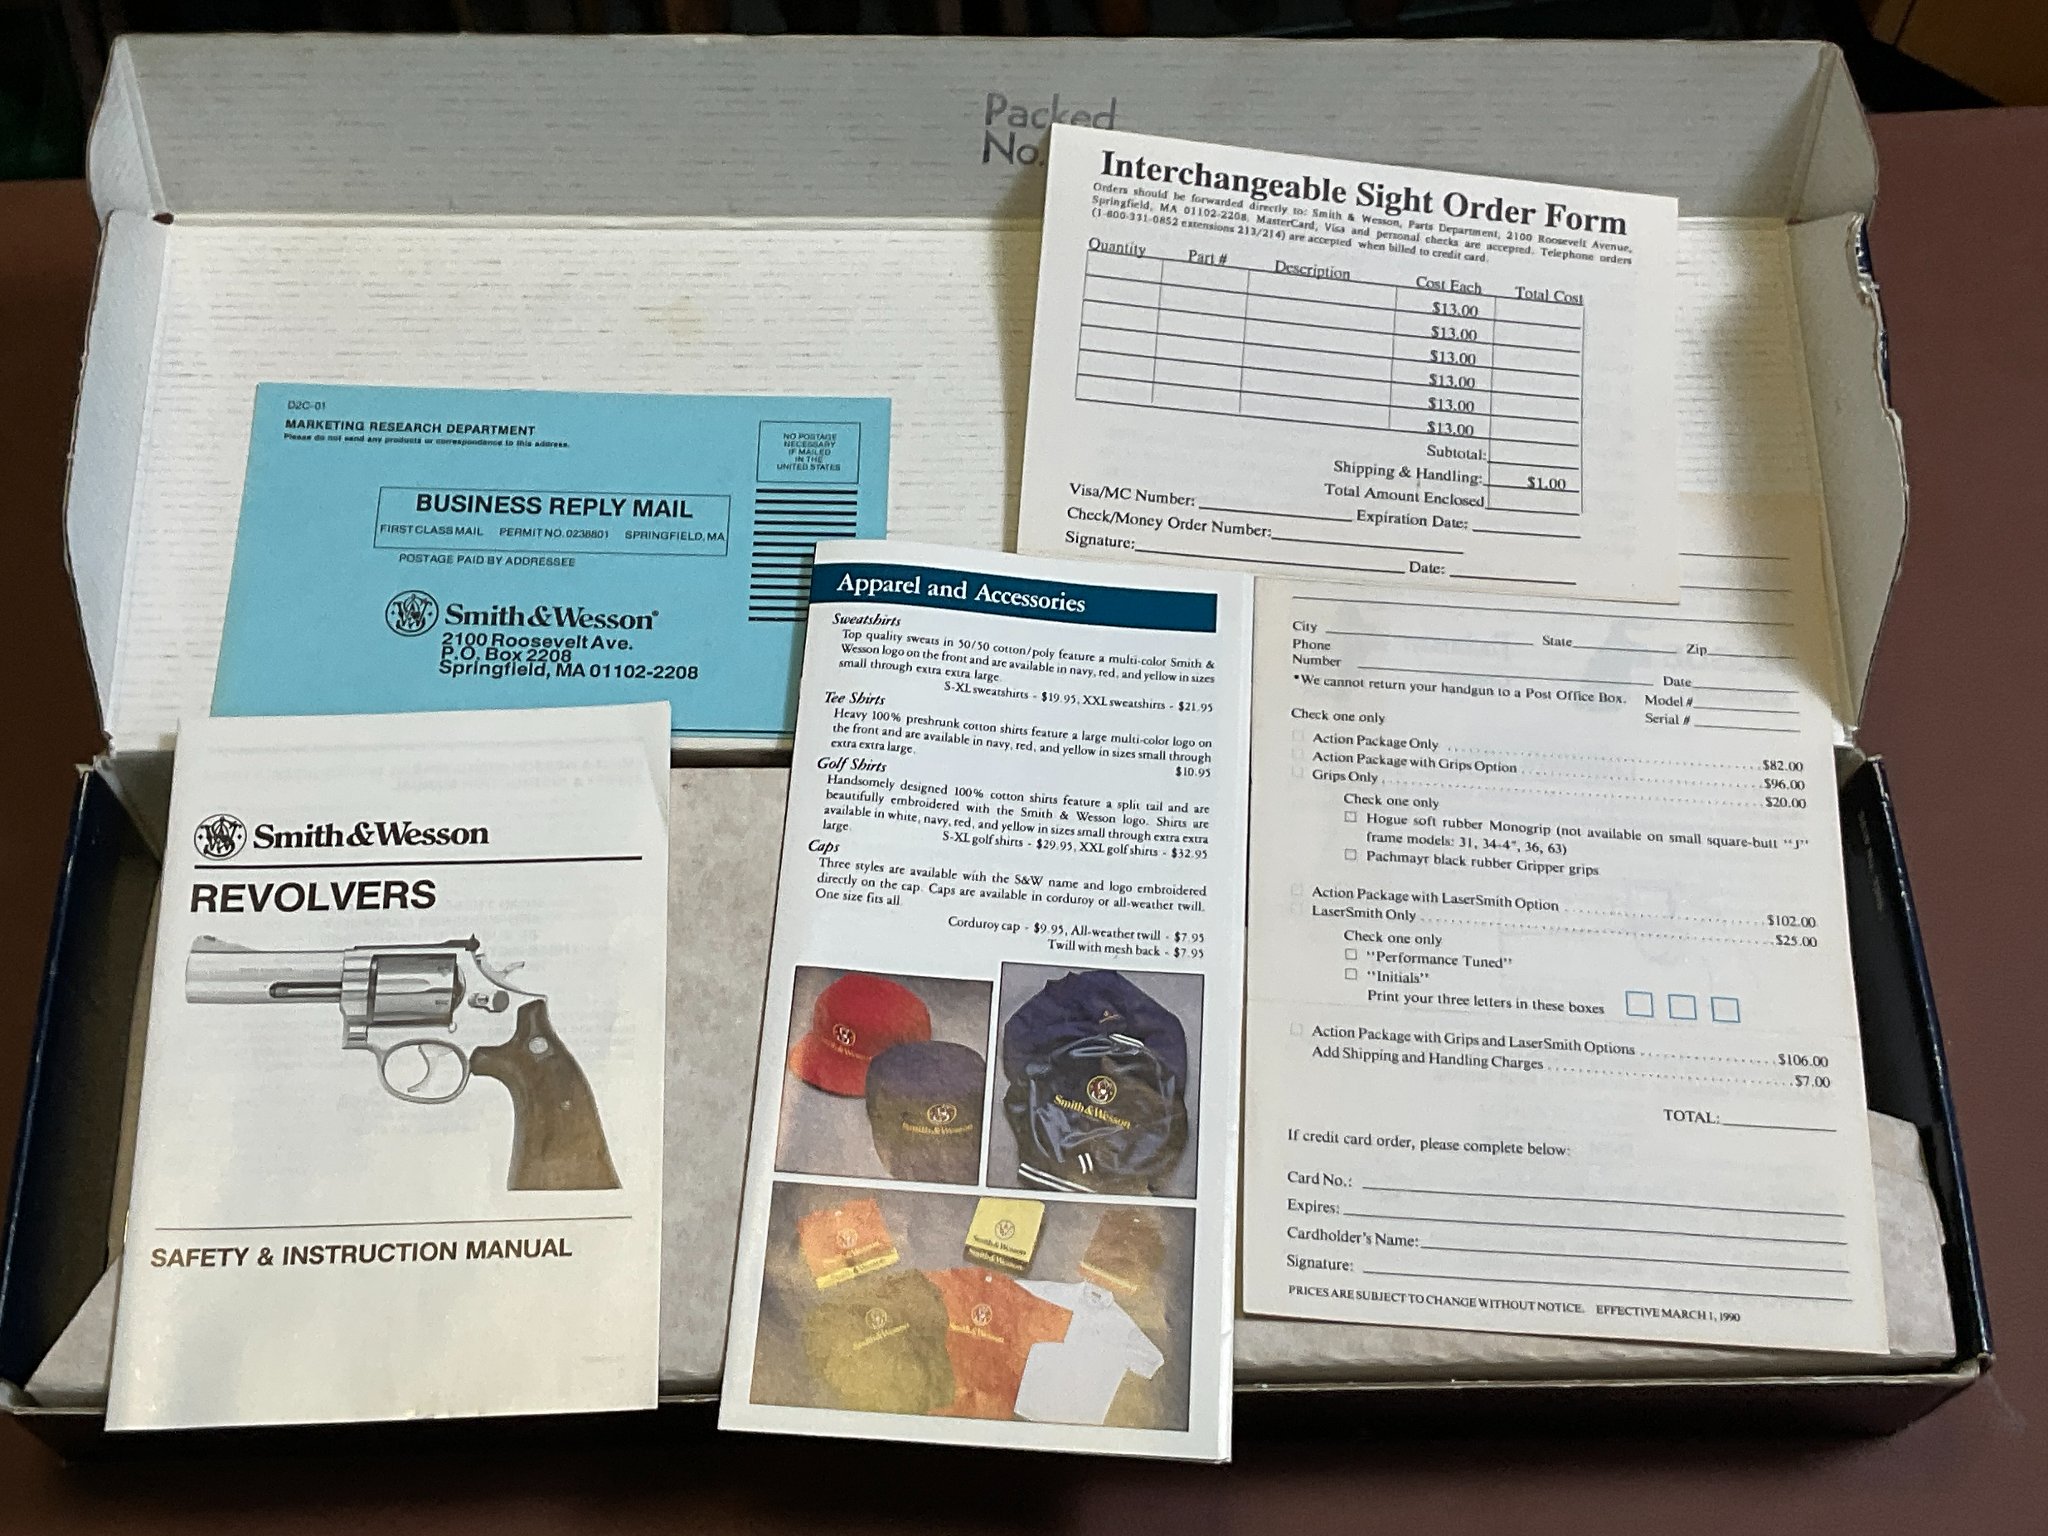 Packed
No.
Interchangeable Sight Order Form
Orders should be forwarded directly to: Smith & Wesson, Parts Department, 2100 Roosevelt Avenue,
Springfield, MA 01102-2208. MasterCard, Visa and personal checks are accepted. Telephone orders
(1-800-331-0852 extensions 213/214) are accepted when billed to credit card.
Quantity Part # Description Cost Each Total Cost
$13.00
$13.00
$13.00
$13.00
$13.00
$13.00
Subtotal:
Shipping & Handling: $1.00
Total Amount Enclosed
Visa/MC Number: Expiration Date:
Check/Money Order Number:
Signature: Date:
D2C-01
MARKETING RESEARCH DEPARTMENT
Please do not send any products or correspondence to this address.
NO POSTAGE
NECESSARY
IF MAILED
IN THE
UNITED STATES
BUSINESS REPLY MAIL
FIRST CLASS MAIL PERMIT NO. 0238801 SPRINGFIELD, MA
POSTAGE PAID BY ADDRESSEE
Smith & Wesson®
2100 Roosevelt Ave.
P.O. Box 2208
Springfield, MA 01102-2208
Smith & Wesson
REVOLVERS
SAFETY & INSTRUCTION MANUAL
Apparel and Accessories
Sweatshirts
Top quality sweats in 50/50 cotton/poly feature a multi-color Smith &
Wesson logo on the front and are available in navy, red, and yellow in sizes
small through extra extra large.
S-XL sweatshirts - $19.95, XXL sweatshirts - $21.95
Tee Shirts
Heavy 100% preshrunk cotton shirts feature a large multi-color logo on
the front and are available in navy, red, and yellow in sizes small through
extra extra large.
$10.95
Golf Shirts
Handsomely designed 100% cotton shirts feature a split tail and are
beautifully embroidered with the Smith & Wesson logo. Shirts are
available in white, navy, red, and yellow in sizes small through extra extra
large.
S-XL golf shirts - $29.95, XXL golf shirts - $32.95
Caps
Three styles are available with the S&W name and logo embroidered
directly on the cap. Caps are available in corduroy or all-weather twill.
One size fits all.
Corduroy cap - $9.95, All-weather twill - $7.95
Twill with mesh back - $7.95
Smith & Wesson
Smith & Wesson
Smith & Wesson
Smith & Wesson
Smith & Wesson
Smith & Wesson
Smith & Wesson
City State Zip
Phone
Number Date
*We cannot return your handgun to a Post Office Box. Model #
Serial #
Check one only
Action Package Only $82.00
Action Package with Grips Option $96.00
Grips Only $20.00
Check one only
Hogue soft rubber Monogrip (not available on small square-butt "J"
frame models: 31, 34-4", 36, 63)
Pachmayr black rubber Gripper grips
Action Package with LaserSmith Option $102.00
LaserSmith Only $25.00
Check one only
"Performance Tuned"
"Initials"
Print your three letters in these boxes
Action Package with Grips and LaserSmith Options $106.00
Add Shipping and Handling Charges $7.00
TOTAL:
If credit card order, please complete below:
Card No.:
Expires:
Cardholder's Name:
Signature:
PRICES ARE SUBJECT TO CHANGE WITHOUT NOTICE. EFFECTIVE MARCH 1, 1990